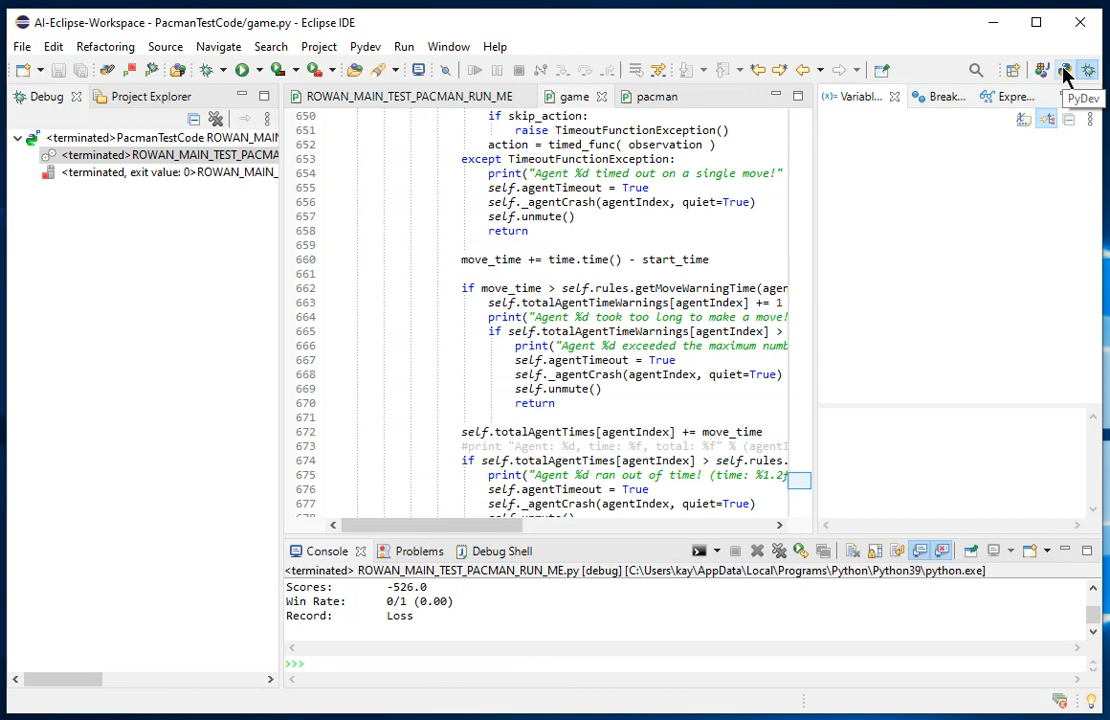 AI-Eclipse-Workspace - PacmanTestCode/game.py - Eclipse IDE
File Edit Refactoring Source Navigate Search Project Pydev Run Window Help
PyDev
Debug Project Explorer
<terminated>PacmanTestCode ROWAN_MAIN
<terminated>ROWAN_MAIN_TEST_PACMA
<terminated, exit value: 0>ROWAN_MAIN_
ROWAN_MAIN_TEST_PACMAN_RUN_ME game pacman
650 if skip_action:
651 raise TimeoutFunctionException()
652 action = timed_func( observation )
653 except TimeoutFunctionException:
654 print("Agent %d timed out on a single move!"
655 self.agentTimeout = True
656 self._agentCrash(agentIndex, quiet=True)
657 self.unmute()
658 return
659
660 move_time += time.time() - start_time
661
662 if move_time > self.rules.getMoveWarningTime(agen
663 self.totalAgentTimeWarnings[agentIndex] += 1
664 print("Agent %d took too long to make a move!
665 if self.totalAgentTimeWarnings[agentIndex] >
666 print("Agent %d exceeded the maximum numb
667 self.agentTimeout = True
668 self._agentCrash(agentIndex, quiet=True)
669 self.unmute()
670 return
671
672 self.totalAgentTimes[agentIndex] += move_time
673 #print "Agent: %d, time: %f, total: %f" % (agentI
674 if self.totalAgentTimes[agentIndex] > self.rules.
675 print("Agent %d ran out of time! (time: %1.2f
676 self.agentTimeout = True
677 self._agentCrash(agentIndex, quiet=True)
(x)= Variabl... Break... Expre...
Console Problems Debug Shell
<terminated> ROWAN_MAIN_TEST_PACMAN_RUN_ME.py [debug] [C:\Users\kay\AppData\Local\Programs\Python\Python39\python.exe]
Scores: -526.0
Win Rate: 0/1 (0.00)
Record: Loss
>>>